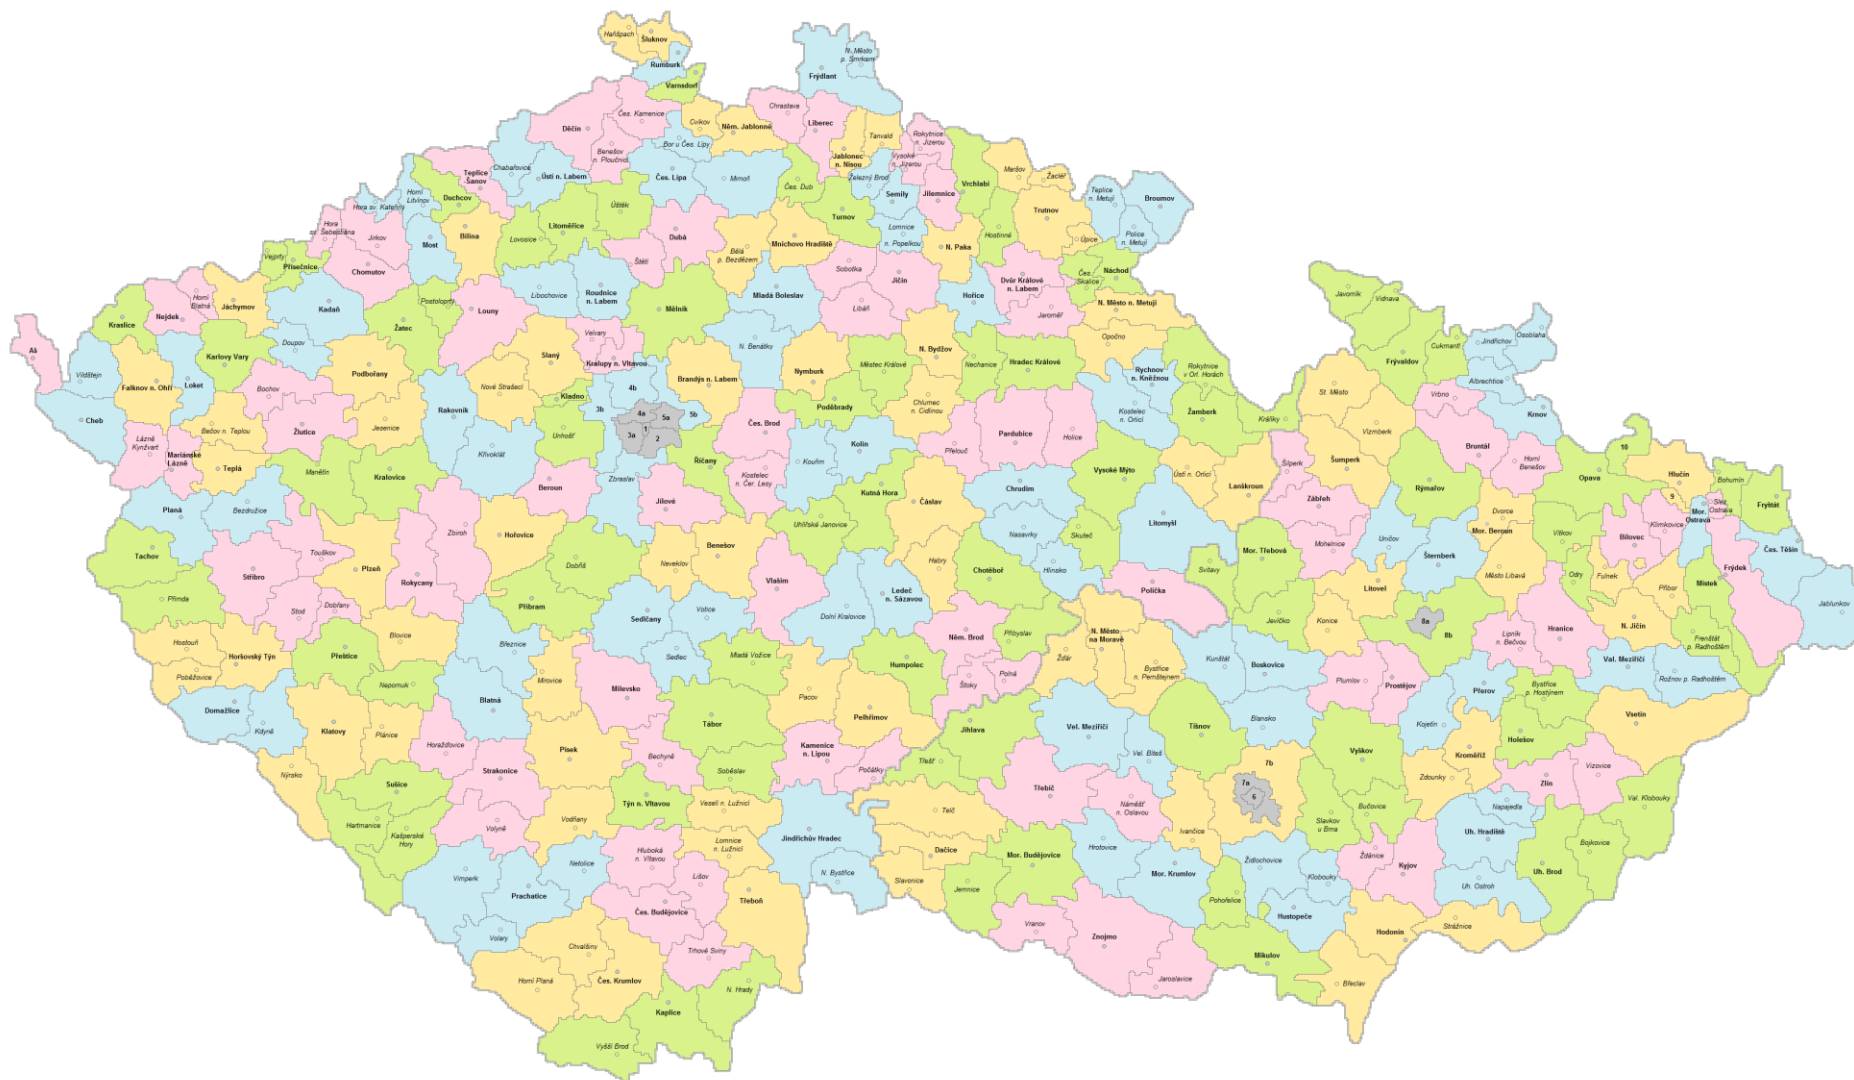 Haňšpach
Šluknov
Rumburk
Varnsdorf
N. Město
p. Smrkem
Frýdlant
Děčín
Čes. Kamenice
Benešov
n. Ploučnicí
Cvikov
Něm. Jablonné
Bor u Čes. Lípy
Chrastava
Liberec
Tanvald
Jablonec
n. Nisou
Rokytnice
n. Jizerou
Vysoké
n. Jizerou
Železný Brod
Semily
Jilemnice
Vrchlabí
Maršov
Žacléř
Trutnov
Hostinné
Úpice
Teplice
n. Metují
Broumov
Police
n. Metují
Teplice
Šanov
Chabařovice
Ústí n. Labem
Čes. Lípa
Mimoň
Čes. Dub
Turnov
Lomnice
n. Popelkou
N. Paka
Horní
Litvínov
Hora sv. Kateřiny
Duchcov
Hora
sv. Šebestiána
Jirkov
Chomutov
Most
Bílina
Lovosice
Litoměřice
Úštěk
Štětí
Dubá
Bělá
p. Bezdězem
Mnichovo Hradiště
Sobotka
Jičín
Libáň
Dvůr Králové
n. Labem
Jaroměř
Čes.
Skalice
Náchod
N. Město n. Metují
Opočno
Hořice
Vejprty
Přísečnice
Kadaň
Doupov
Postoloprty
Žatec
Louny
Libochovice
Roudnice
n. Labem
Mělník
Mladá Boleslav
N. Benátky
Horní
Blatná
Nejdek
Jáchymov
Kraslice
Karlovy Vary
Aš
Vildštejn
Cheb
Falknov n. Ohří
Loket
Bochov
Žlutice
Podbořany
Jesenice
Rakovník
Křivoklát
Nové Strašecí
Slaný
Velvary
Kralupy n. Vltavou
Kladno
Unhošť
4b
3b
4a
5a
5b
1
3a
2
Brandýs n. Labem
Nymburk
Městec Králové
Poděbrady
N. Bydžov
Chlumec
n. Cidlinou
Nechanice
Hradec Králové
Rychnov
n. Kněžnou
Kostelec
n. Orlicí
Rokytnice
v Orl. Horách
Žamberk
Králíky
Javorník
Vidnava
Frývaldov
Cukmantl
Jindřichov
Osoblaha
Albrechtice
Krnov
Lázně
Kynžvart
Mariánské
Lázně
Bečov n. Teplou
Teplá
Manětín
Kralovice
Planá
Bezdružice
Beroun
Zbraslav
Jílové
Říčany
Čes. Brod
Kostelec
n. Čer. Lesy
Kouřim
Kolín
Kutná Hora
Uhlířské Janovice
Čáslav
Habry
Přelouč
Pardubice
Holice
Chrudim
Nasavrky
Hlinsko
Skuteč
Vysoké Mýto
Litomyšl
Ústí n. Orlicí
Lanškroun
St. Město
Vízmberk
Šumperk
Šilperk
Zábřeh
Mohelnice
Vrbno
Bruntál
Horní
Benešov
Rýmařov
Opava
10
Hlučín
9
Bohumín
Fryštát
Slez.
Ostrava
Mor.
Ostrava
Klimkovice
Bílovec
Vítkov
Dvorce
Mor. Beroun
Město Libavá
Odry
Fulnek
Příbor
N. Jičín
Místek
Frýdek
Frenštát
p. Radhoštěm
Čes. Těšín
Jablunkov
Tachov
Přimda
Stříbro
Touškov
Stod
Dobřany
Plzeň
Rokycany
Zbiroh
Hořovice
Dobříš
Příbram
Neveklov
Benešov
Vlašim
Dolní Kralovice
Ledeč
n. Sázavou
Chotěboř
Polička
Svitavy
Mor. Třebová
Jevíčko
Litovel
Konice
Uničov
Šternberk
8a
8b
Lipník
n. Bečvou
Hranice
Val. Meziříčí
Rožnov p. Radhoštěm
Hostouň
Horšovský Týn
Poběžovice
Domažlice
Kdyně
Přeštice
Blovice
Nepomuk
Březnice
Sedlčany
Votice
Sedlec
Mladá Vožice
Humpolec
Něm. Brod
Přibyslav
Štoky
Polná
N. Město
na Moravě
Žďár
Bystřice
n. Pernštejnem
Kunštát
Boskovice
Blansko
Plumlov
Prostějov
Kojetín
Přerov
Bystřice
p. Hostýnem
Holešov
Vsetín
Klatovy
Plánice
Nýrsko
Blatná
Mirovice
Milevsko
Tábor
Pacov
Pelhřimov
Jihlava
Třešť
Vel. Meziříčí
Vel. Bíteš
Tišnov
Vyškov
Bučovice
Slavkov
u Brna
Kroměříž
Zdounky
Zlín
Vizovice
Val. Klobouky
Horažďovice
Strakonice
Volyně
Písek
Vodňany
Bechyně
Soběslav
Kamenice
n. Lipou
Počátky
Třebíč
Náměšť
n. Oslavou
Ivančice
7b
7a
6
Sušice
Hartmanice
Kašperské
Hory
Týn n. Vltavou
Veselí n. Lužnicí
Lomnice
n. Lužnicí
Jindřichův Hradec
N. Bystřice
Telč
Dačice
Slavonice
Mor. Budějovice
Jemnice
Hrotovice
Mor. Krumlov
Židlochovice
Klobouky
Hustopeče
Pohořelice
Ždánice
Kyjov
Napajedla
Uh. Hradiště
Uh. Ostroh
Uh. Brod
Bojkovice
Vimperk
Prachatice
Netolice
Volary
Hluboká
n. Vltavou
Lišov
Čes. Budějovice
Trhové Sviny
Třeboň
Chvalšiny
Horní Planá
Čes. Krumlov
Kaplice
N. Hrady
Vyšší Brod
Vranov
Znojmo
Jaroslavice
Mikulov
Hodonín
Strážnice
Břeclav